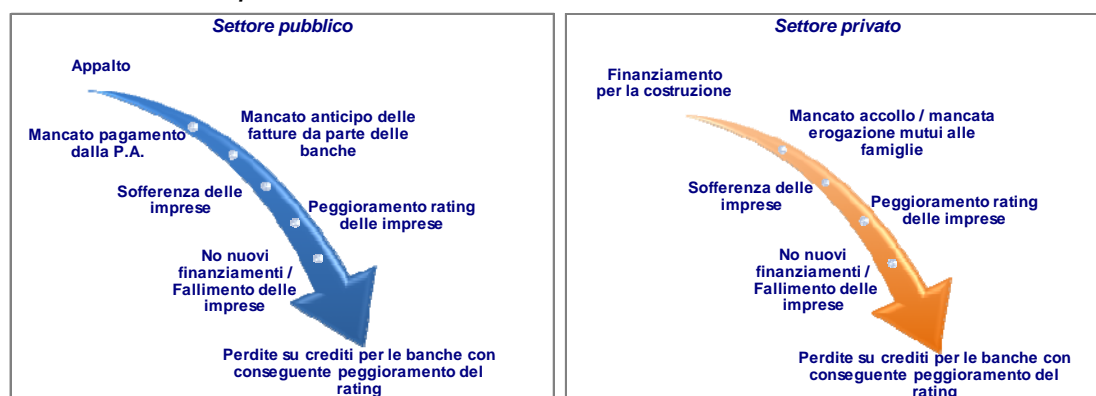 Settore pubblico
Appalto
Mancato anticipo delle
fatture da parte delle
banche
Mancato pagamento
dalla P.A.
Sofferenza delle
imprese
Peggioramento rating
delle imprese
No nuovi
finanziamenti /
Fallimento delle
imprese
Perdite su crediti per le banche con
conseguente peggioramento del
rating
Settore privato
Finanziamento
per la costruzione
Mancato accollo / mancata
erogazione mutui alle
famiglie
Sofferenza delle
imprese
Peggioramento rating
delle imprese
No nuovi
finanziamenti /
Fallimento delle
imprese
Perdite su crediti per le banche con
conseguente peggioramento del
rating